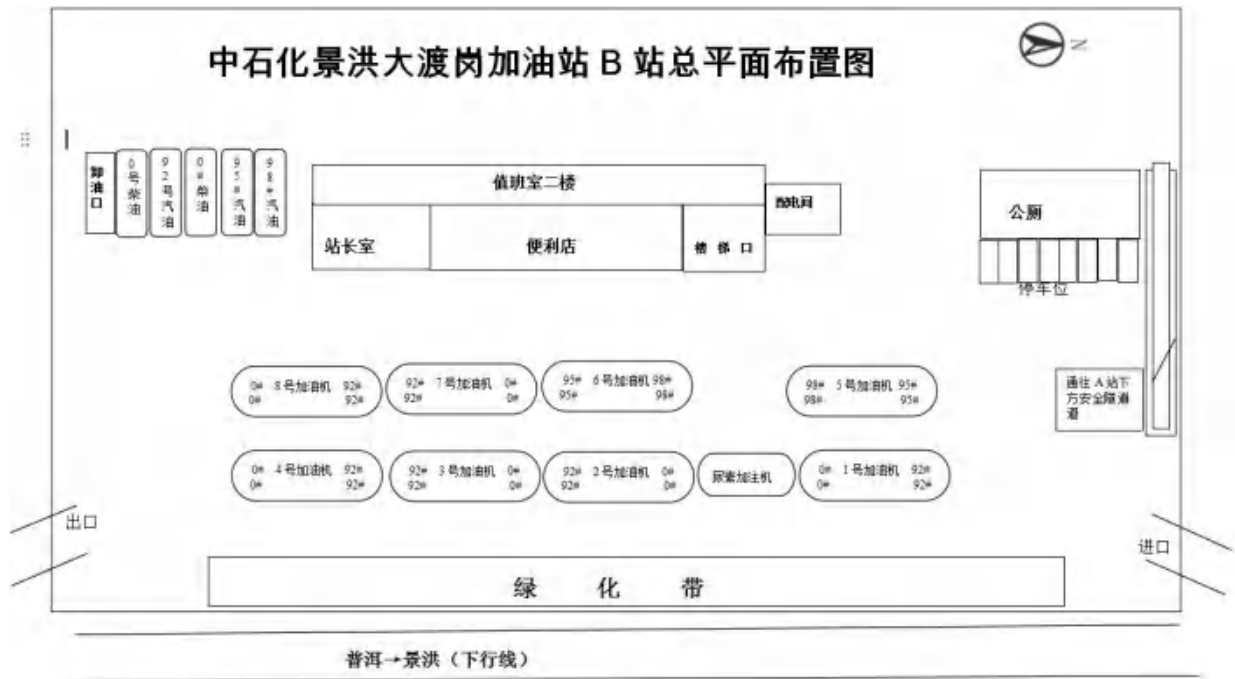 N
中石化景洪大渡岗加油站 B 站总平面布置图
卸油口
0号柴油
92号汽油
0#柴油
95#汽油
98#汽油
值班室二楼
配电间
站长室
便利店
楼梯口
公厕
停车位
0# 8号加油机 92#
0# 92#
92# 7号加油机 0#
92# 0#
95# 6号加油机 98#
95# 98#
98# 5号加油机 95#
98# 95#
通往 A 站下
方安全隧道
道
0# 4号加油机 92#
0# 92#
92# 3号加油机 0#
92# 0#
92# 2号加油机 0#
92# 0#
尿素加注机
0# 1号加油机 92#
0# 92#
出口
进口
绿 化 带
普洱→景洪（下行线）